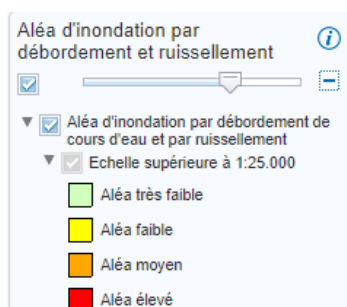 Aléa d'inondation par
débordement et ruissellement
Aléa d'inondation par débordement de
cours d'eau et par ruissellement
Echelle supérieure à 1:25.000
Aléa très faible
Aléa faible
Aléa moyen
Aléa élevé